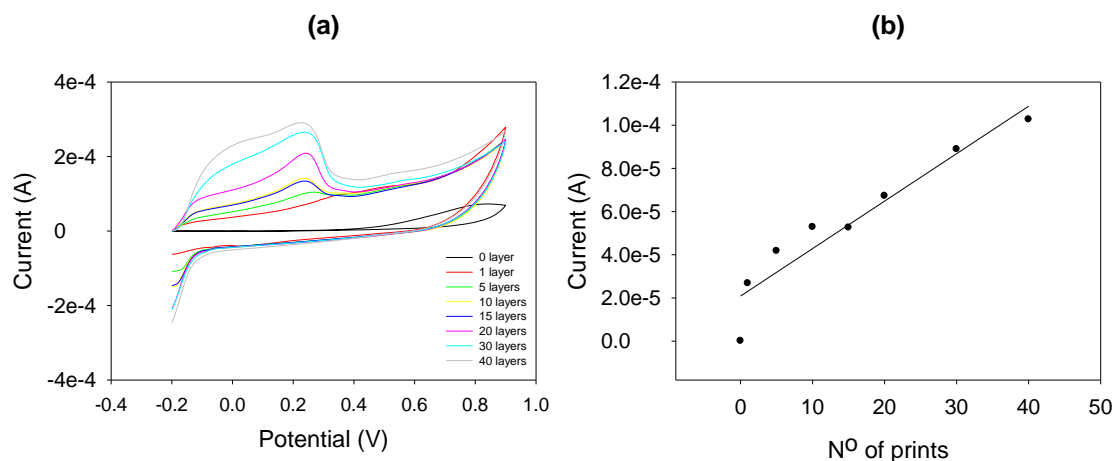 (a)
4e-4
2e-4
0
-2e-4
-4e-4
Current (A)
-0.4
-0.2
0.0
0.2
0.4
0.6
0.8
1.0
Potential (V)
0 layer
1 layer
5 layers
10 layers
15 layers
20 layers
30 layers
40 layers
(b)
1.2e-4
1.0e-4
8.0e-5
6.0e-5
4.0e-5
2.0e-5
0.0
Current (A)
0
10
20
30
40
50
Nº of prints